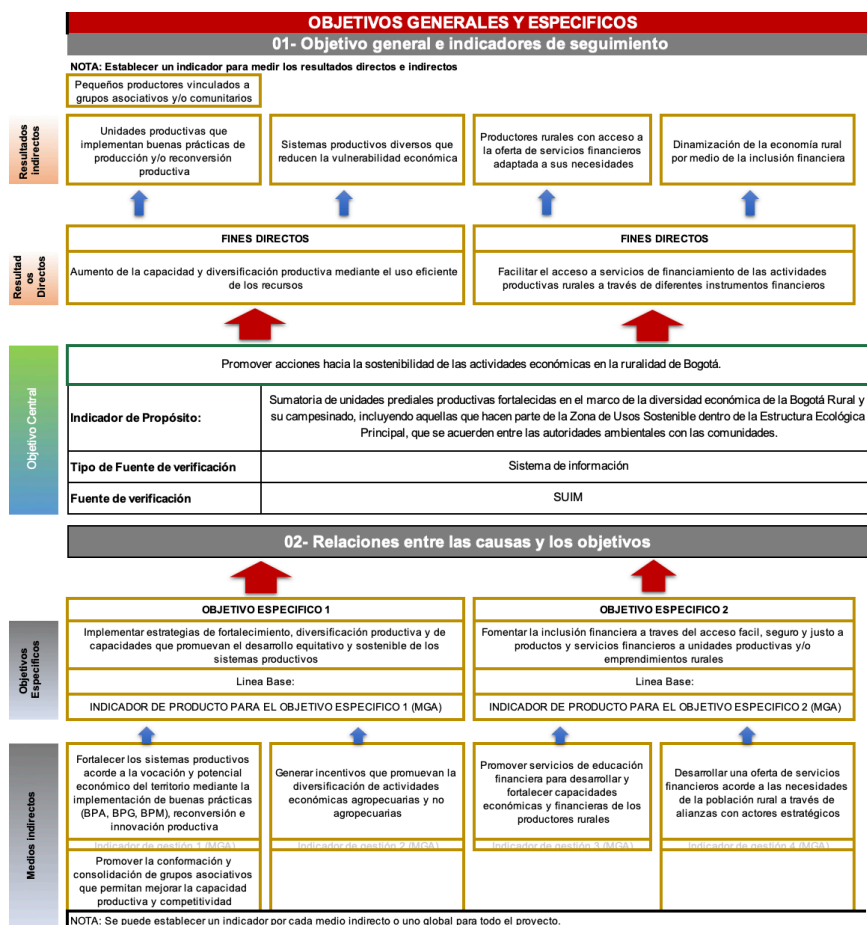 OBJETIVOS GENERALES Y ESPECIFICOS
01- Objetivo general e indicadores de seguimiento
NOTA: Establecer un indicador para medir los resultados directos e indirectos
Pequeños productores vinculados a
grupos asociativos y/o comunitarios
Resultados
indirectos
Unidades productivas que
implementan buenas prácticas de
producción y/o reconversión
productiva
Sistemas productivos diversos que
reducen la vulnerabilidad económica
Productores rurales con acceso a
la oferta de servicios financieros
adaptada a sus necesidades
Dinamización de la economía rural
por medio de la inclusión financiera
Resultad
os
Directos
FINES DIRECTOS
Aumento de la capacidad y diversificación productiva mediante el uso eficiente
de los recursos
FINES DIRECTOS
Facilitar el acceso a servicios de financiamiento de las actividades
productivas rurales a través de diferentes instrumentos financieros
Objetivo Central
Promover acciones hacia la sostenibilidad de las actividades económicas en la ruralidad de Bogotá.
Indicador de Propósito:
Sumatoria de unidades prediales productivas fortalecidas en el marco de la diversidad económica de la Bogotá Rural y
su campesinado, incluyendo aquellas que hacen parte de la Zona de Usos Sostenible dentro de la Estructura Ecológica
Principal, que se acuerden entre las autoridades ambientales con las comunidades.
Tipo de Fuente de verificación
Sistema de información
Fuente de verificación
SUIM
02- Relaciones entre las causas y los objetivos
Objetivos
Específicos
OBJETIVO ESPECIFICO 1
Implementar estrategias de fortalecimiento, diversificación productiva y de
capacidades que promuevan el desarrollo equitativo y sostenible de los
sistemas productivos
Linea Base:
INDICADOR DE PRODUCTO PARA EL OBJETIVO ESPECIFICO 1 (MGA)
OBJETIVO ESPECIFICO 2
Fomentar la inclusión financiera a traves del acceso facil, seguro y justo a
productos y servicios financieros a unidades productivas y/o
emprendimientos rurales
Linea Base:
INDICADOR DE PRODUCTO PARA EL OBJETIVO ESPECIFICO 2 (MGA)
Medios indirectos
Fortalecer los sistemas productivos
acorde a la vocación y potencial
económico del territorio mediante la
implementación de buenas prácticas
(BPA, BPG, BPM), reconversión e
innovación productiva
Indicador de gestión 1 (MGA)
Promover la conformación y
consolidación de grupos asociativos
que permitan mejorar la capacidad
productiva y competitividad
Generar incentivos que promuevan la
diversificación de actividades
económicas agropecuarias y no
agropecuarias
Indicador de gestión 2 (MGA)
Promover servicios de educación
financiera para desarrollar y
fortalecer capacidades
económicas y financieras de los
productores rurales
Indicador de gestión 3 (MGA)
Desarrollar una oferta de servicios
financieros acorde a las necesidades
de la población rural a través de
alianzas con actores estratégicos
Indicador de gestión 4 (MGA)
NOTA: Se puede establecer un indicador por cada medio indirecto o uno global para todo el proyecto.